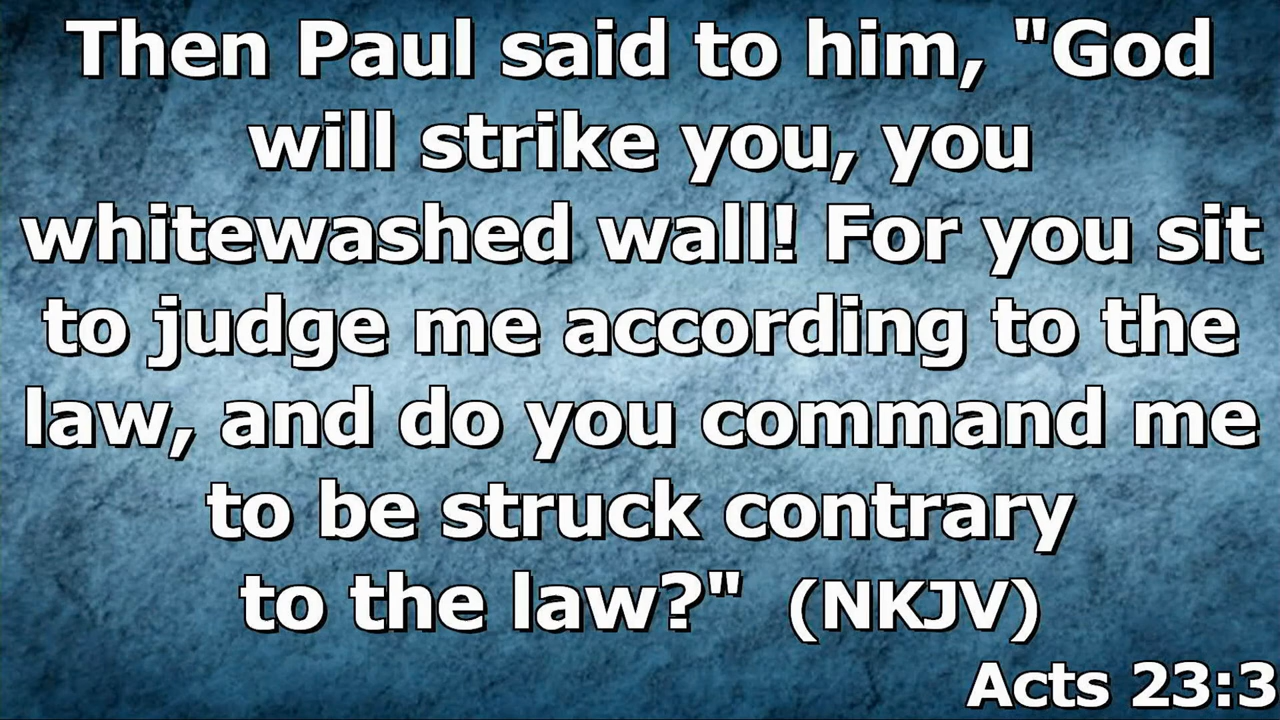 Then Paul said to him, "God
will strike you, you
whitewashed wall! For you sit
to judge me according to the
law, and do you command me
to be struck contrary
to the law?" (NKJV)
Acts 23:3